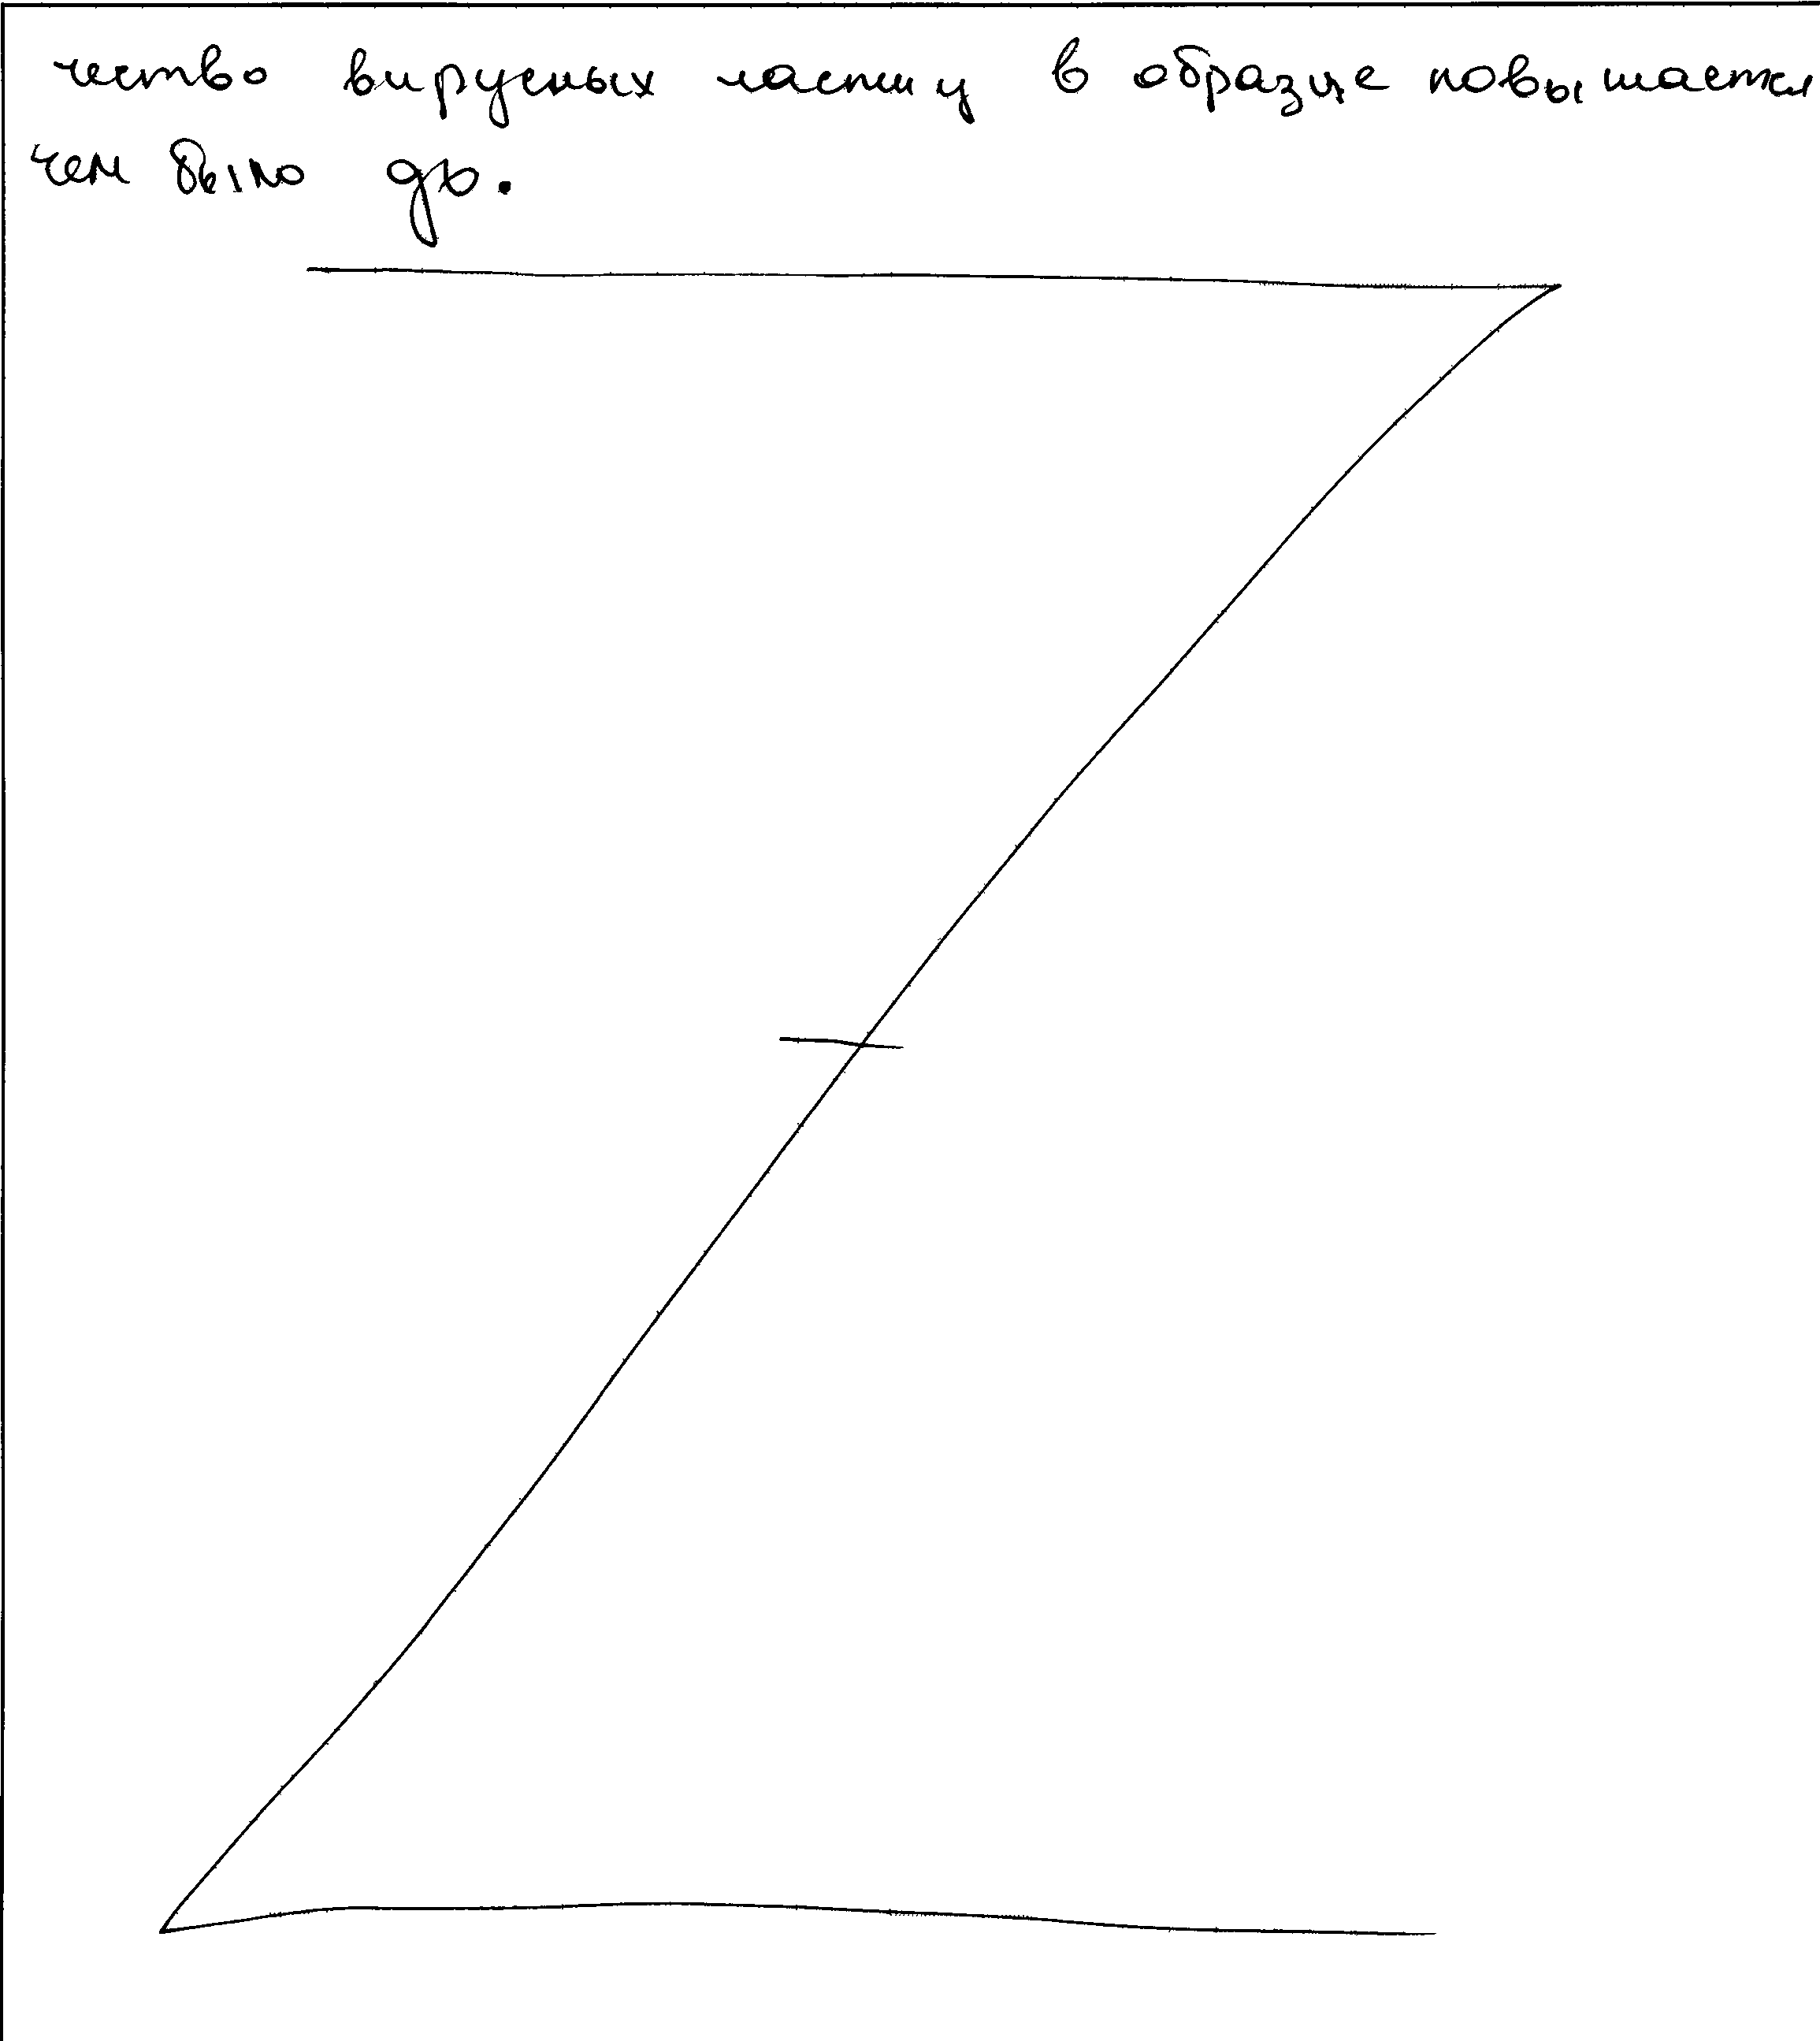 чество вирусных частиц в образце повышается
чем было до.